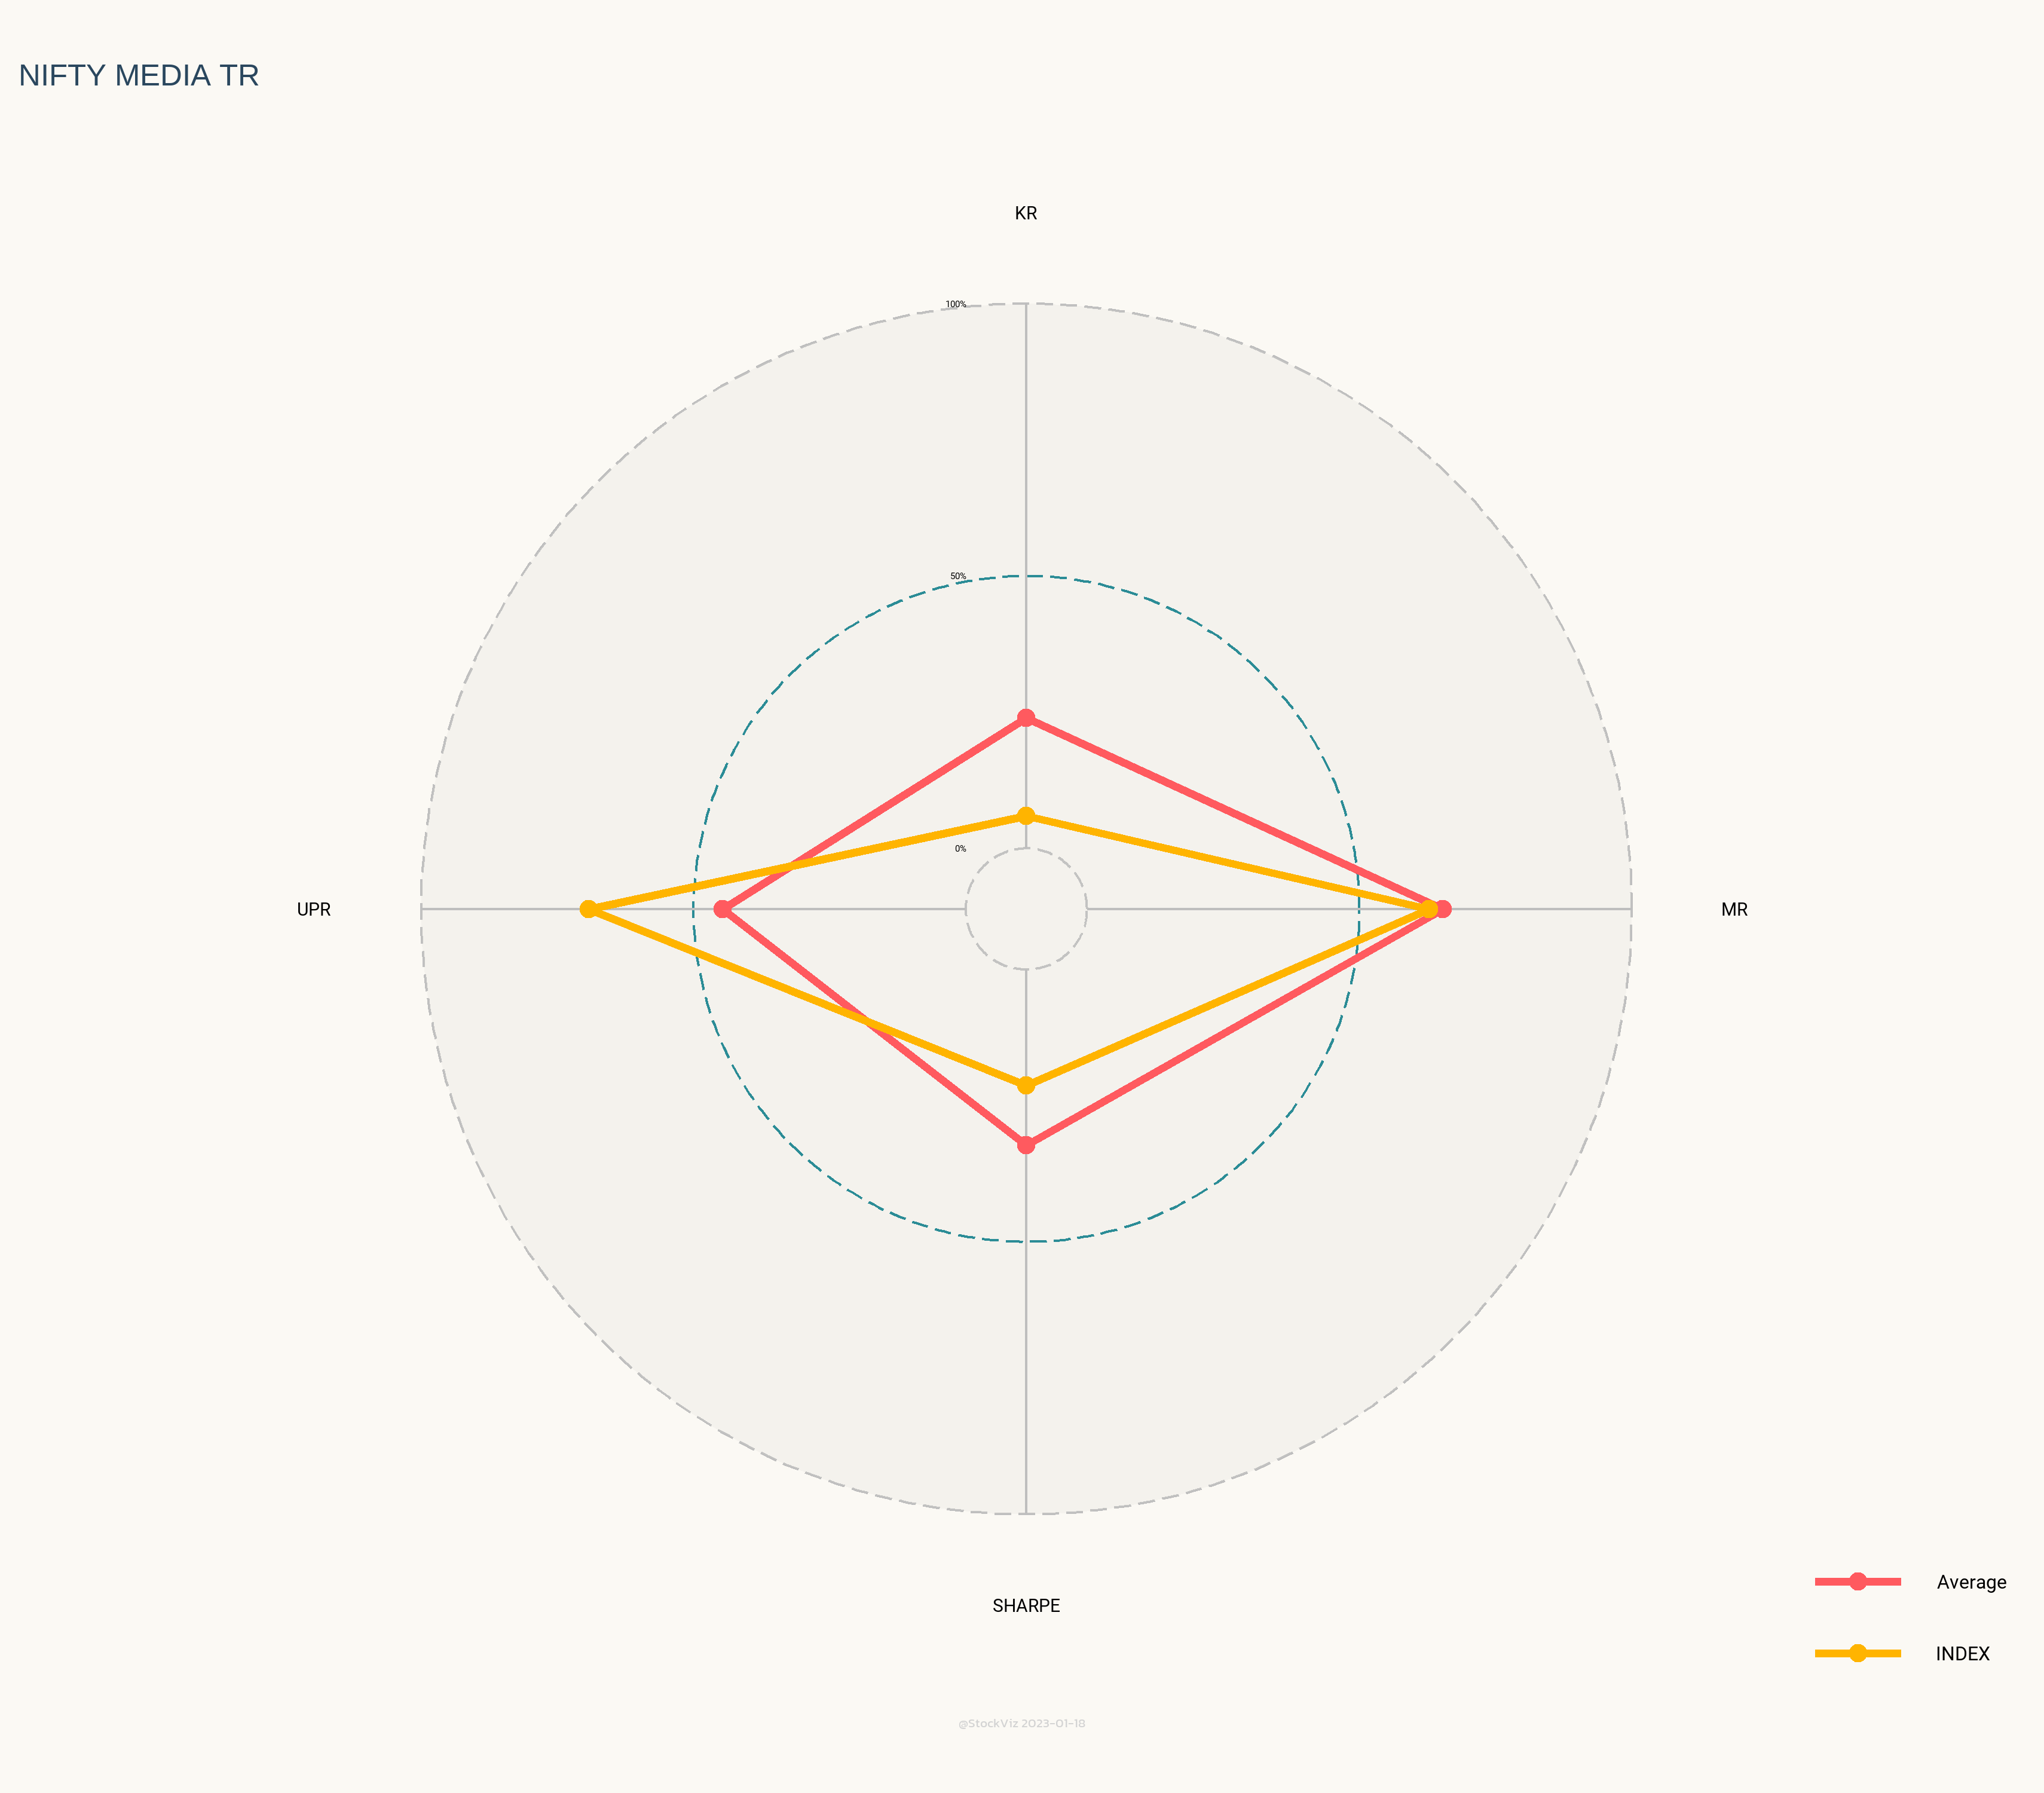 NIFTY MEDIA TR
KR
100%
50%
0%
UPR
MR
SHARPE
Average
INDEX
@StockViz 2023-01-18